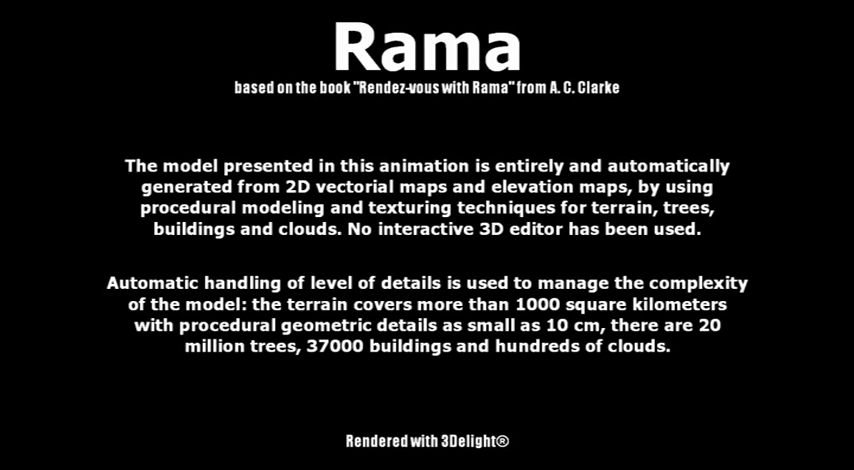 Rama
based on the book "Rendez-vous with Rama" from A. C. Clarke
The model presented in this animation is entirely and automatically
generated from 2D vectorial maps and elevation maps, by using
procedural modeling and texturing techniques for terrain, trees,
buildings and clouds. No interactive 3D editor has been used.
Automatic handling of level of details is used to manage the complexity
of the model: the terrain covers more than 1000 square kilometers
with procedural geometric details as small as 10 cm, there are 20
million trees, 37000 buildings and hundreds of clouds.
Rendered with 3Delight®